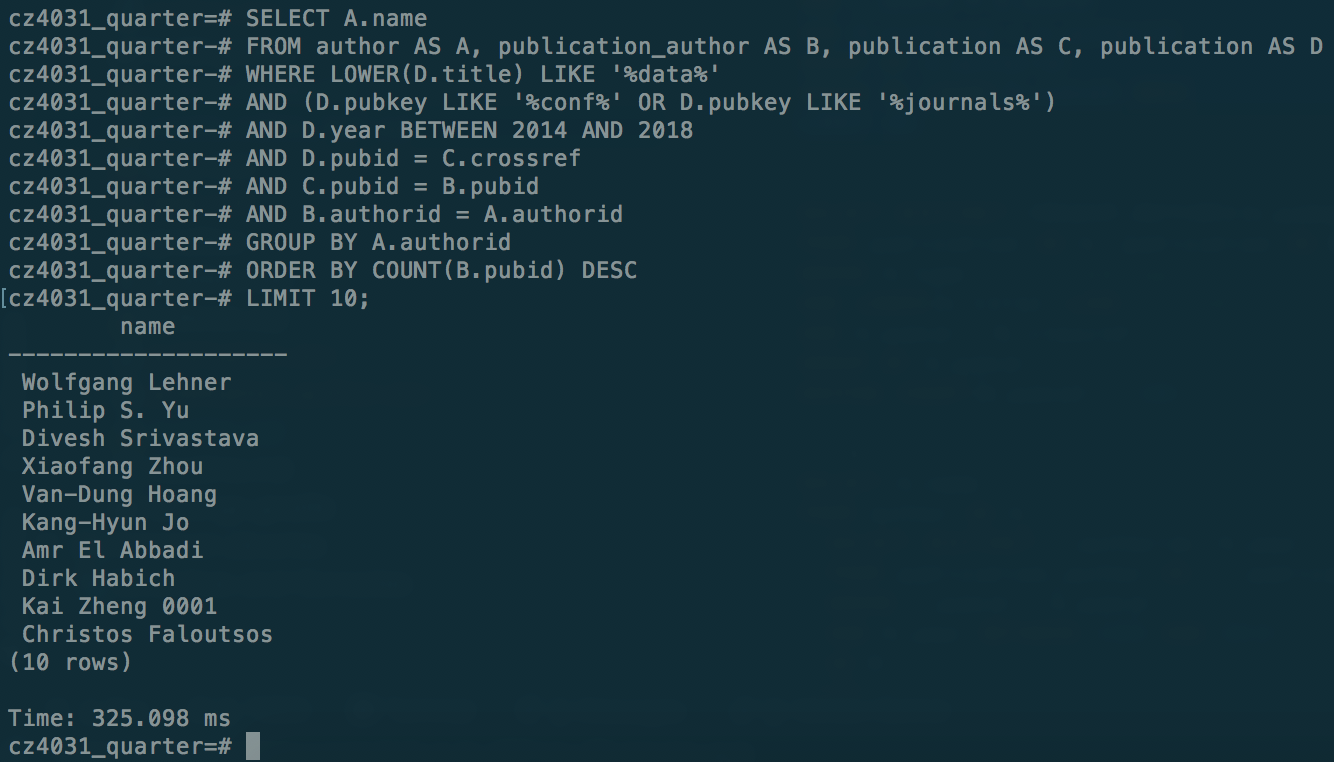 cz4031_quarter=# SELECT A.name
cz4031_quarter-# FROM author AS A, publication_author AS B, publication AS C, publication AS D
cz4031_quarter-# WHERE LOWER(D.title) LIKE '%data%'
cz4031_quarter-# AND (D.pubkey LIKE '%conf%' OR D.pubkey LIKE '%journals%')
cz4031_quarter-# AND D.year BETWEEN 2014 AND 2018
cz4031_quarter-# AND D.pubid = C.crossref
cz4031_quarter-# AND C.pubid = B.pubid
cz4031_quarter-# AND B.authorid = A.authorid
cz4031_quarter-# GROUP BY A.authorid
cz4031_quarter-# ORDER BY COUNT(B.pubid) DESC
[cz4031_quarter-# LIMIT 10;
        name
--------------------
 Wolfgang Lehner
 Philip S. Yu
 Divesh Srivastava
 Xiaofang Zhou
 Van-Dung Hoang
 Kang-Hyun Jo
 Amr El Abbadi
 Dirk Habich
 Kai Zheng 0001
 Christos Faloutsos
(10 rows)

Time: 325.098 ms
cz4031_quarter=#